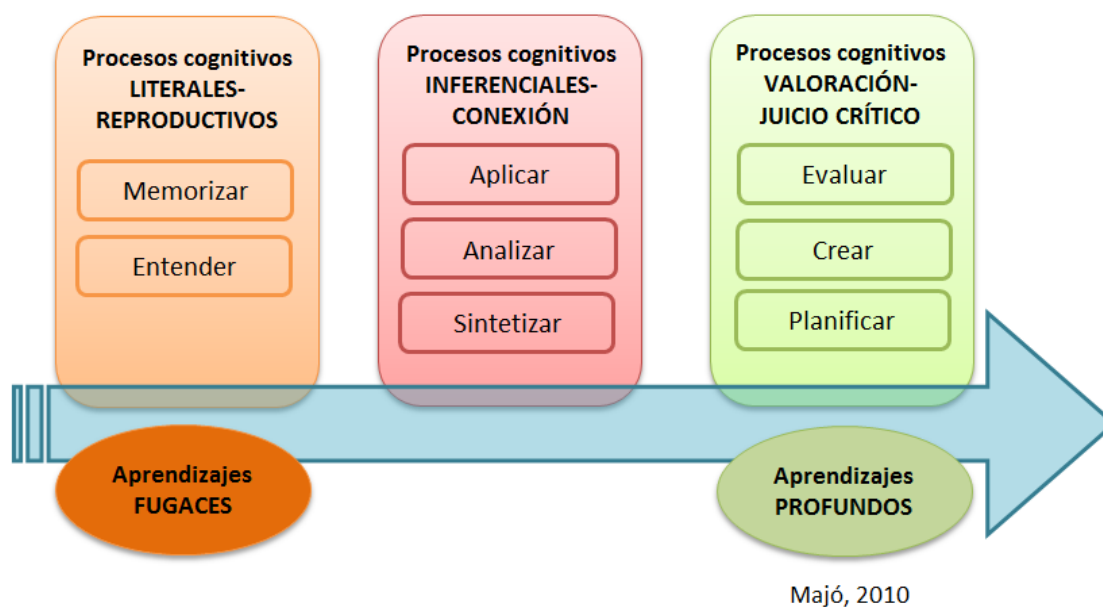 Procesos cognitivos
LITERALES-
REPRODUCTIVOS
Memorizar
Entender
Procesos cognitivos
INFERENCIALES-
CONEXIÓN
Aplicar
Analizar
Sintetizar
Procesos cognitivos
VALORACIÓN-
JUICIO CRÍTICO
Evaluar
Crear
Planificar
Aprendizajes
FUGACES
Aprendizajes
PROFUNDOS
Majó, 2010